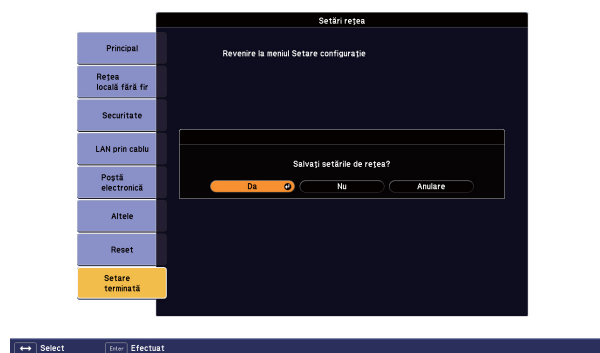 Setări rețea
Principal
Revenire la meniul Setare configurație
Rețea
locală fără fir
Securitate
LAN prin cablu
Salvați setările de rețea?
Poștă
electronică
Da
Nu
Anulare
Altele
Reset
Setare
terminată
Select
Enter
Efectuat